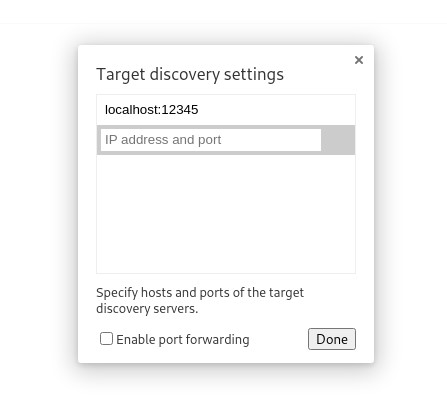 Target discovery settings
localhost:12345
IP address and port
Specify hosts and ports of the target
discovery servers.
Enable port forwarding
Done